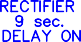 RECTIFIER
9 sec.
DELAY ON